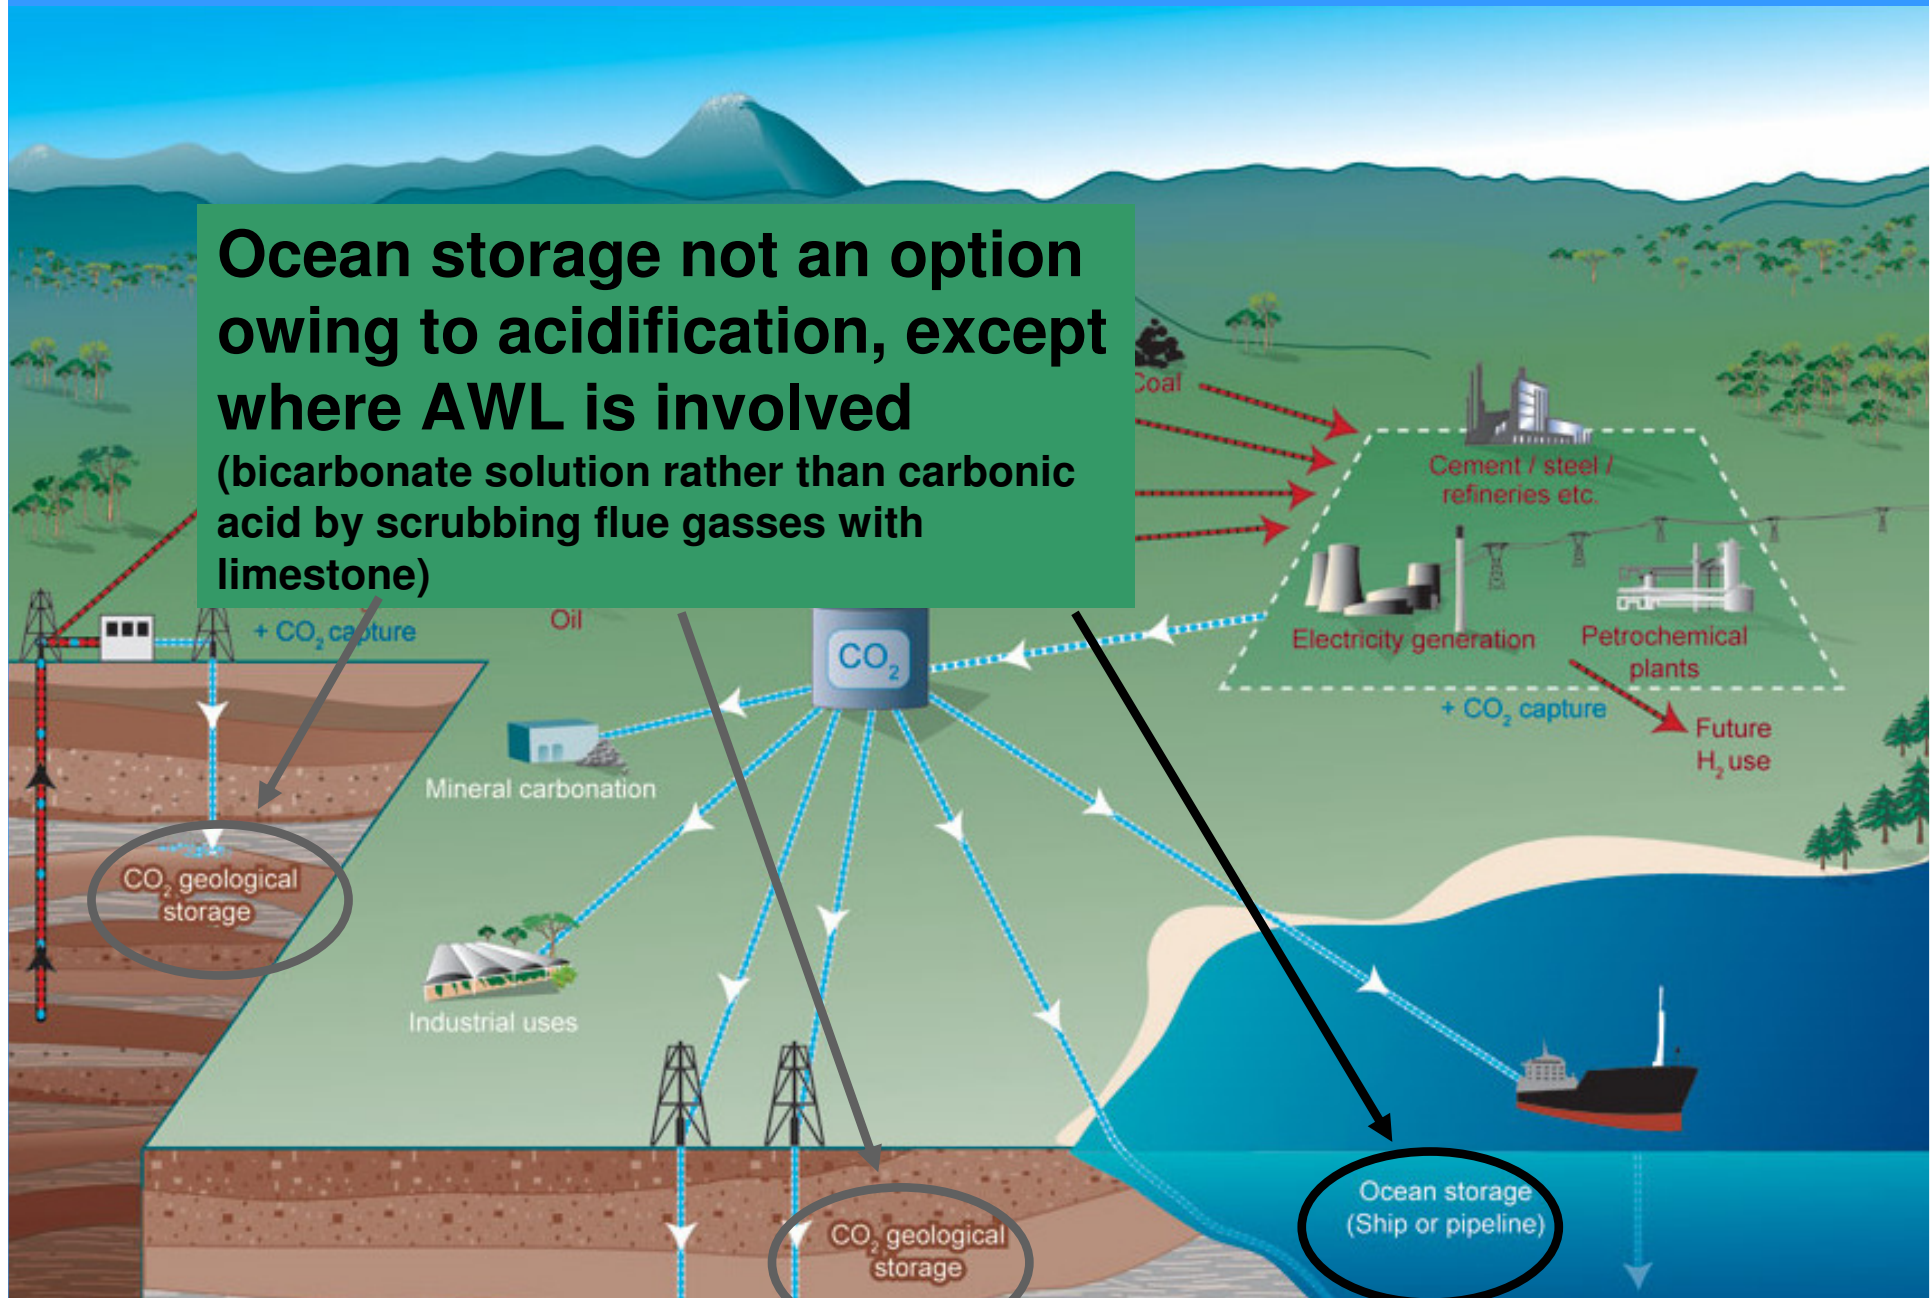 Ocean storage not an option
owing to acidification, except
where AWL is involved
(bicarbonate solution rather than carbonic
acid by scrubbing flue gasses with
limestone)
Coal
Cement / steel /
refineries etc.
Electricity generation
Petrochemical
plants
+ CO₂ capture
Future
H₂ use
+ CO₂ capture
Oil
CO₂
Mineral carbonation
CO₂ geological
storage
Industrial uses
CO₂ geological
storage
Ocean storage
(Ship or pipeline)